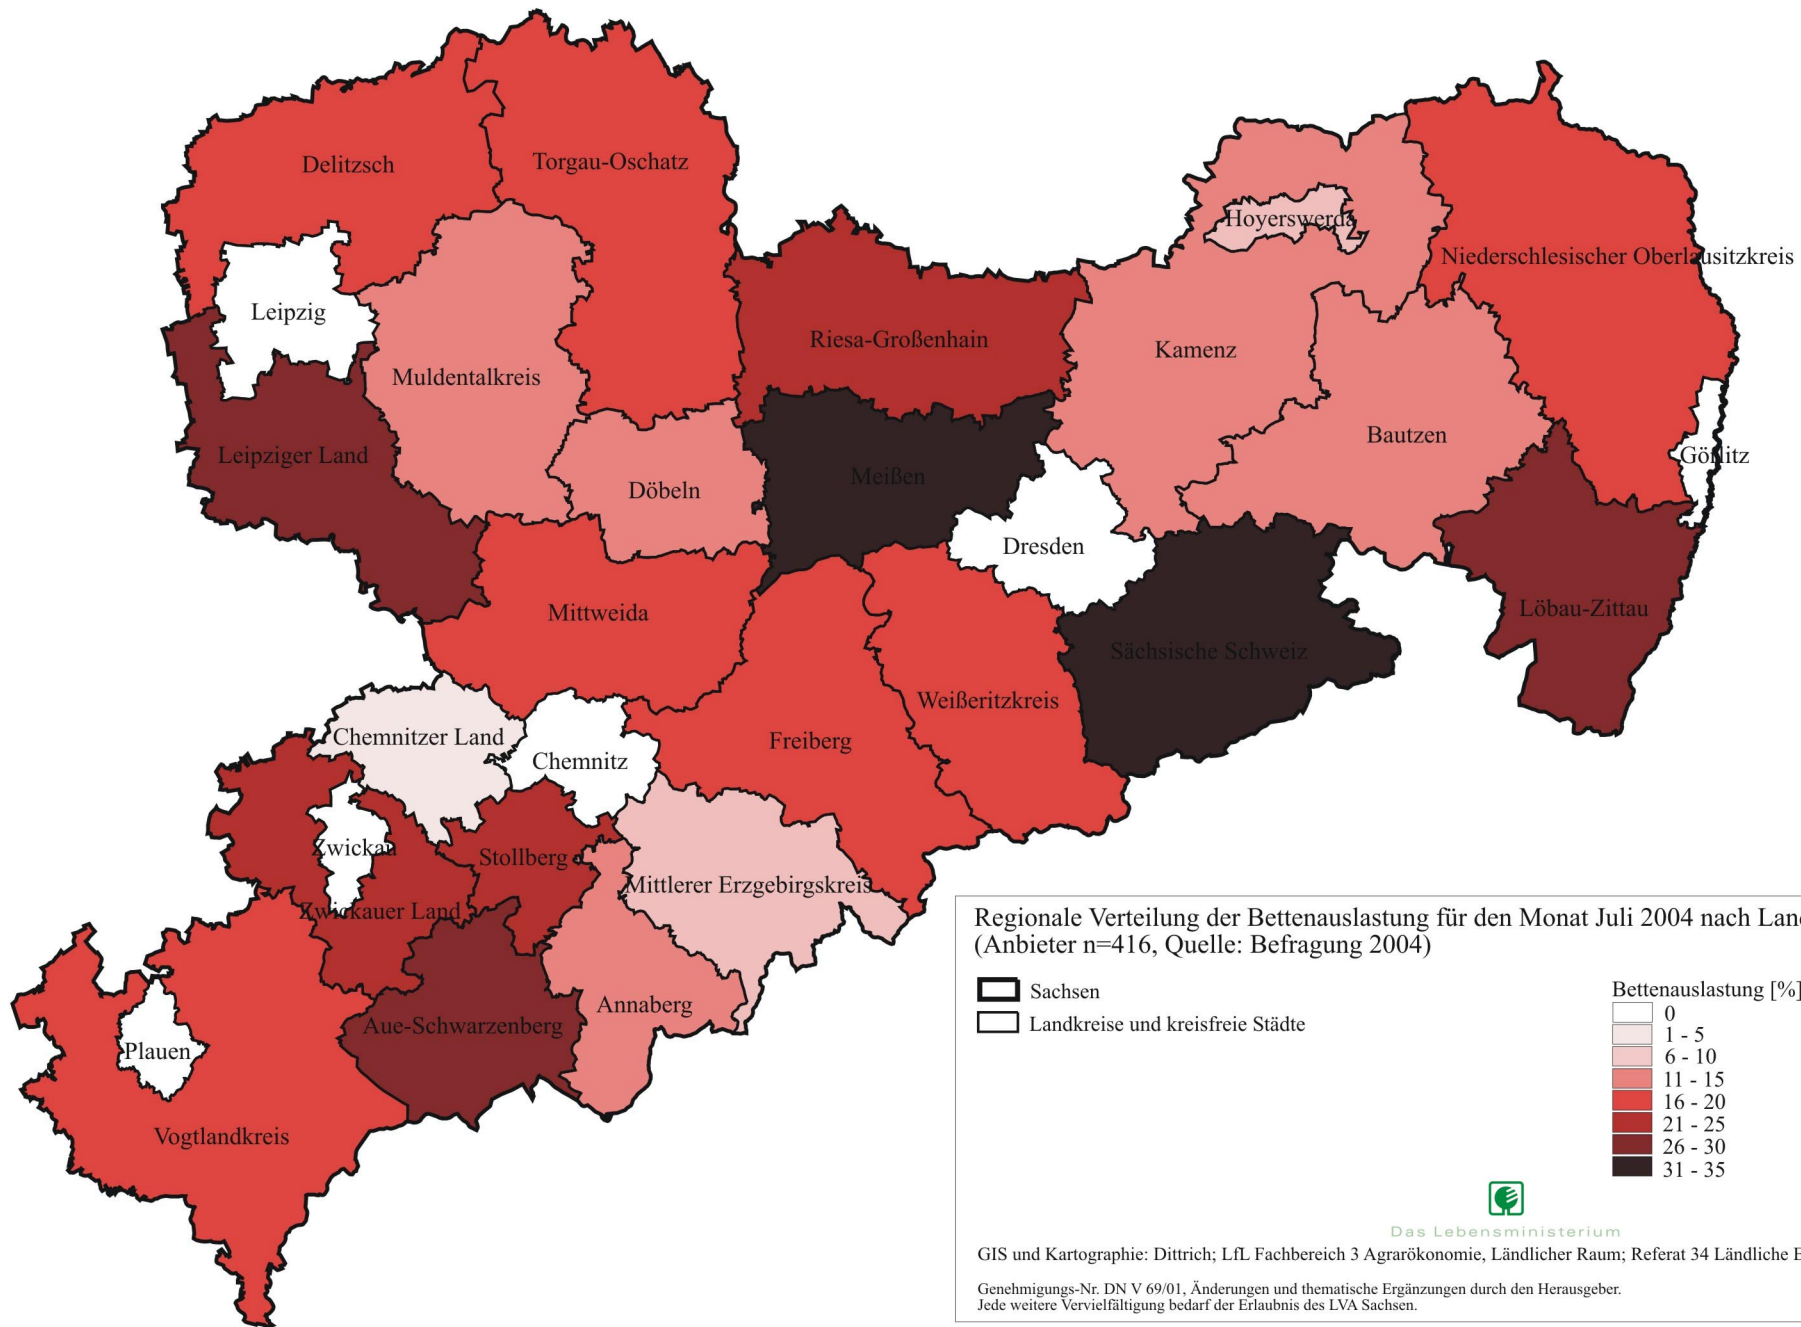 Delitzsch
Torgau-Oschatz
Hoyerswerda
Niederschlesischer Oberlausitzkreis
Leipzig
Riesa-Großenhain
Kamenz
Muldentalkreis
Bautzen
Leipziger Land
Görlitz
Meißen
Döbeln
Dresden
Löbau-Zittau
Mittweida
Sächsische Schweiz
Weißeritzkreis
Chemnitzer Land
Freiberg
Chemnitz
Zwickau
Stollberg
Mittlerer Erzgebirgskreis
Zwickauer Land
Annaberg
Aue-Schwarzenberg
Plauen
Vogtlandkreis
Regionale Verteilung der Bettenauslastung für den Monat Juli 2004 nach Lan
(Anbieter n=416, Quelle: Befragung 2004)
Sachsen
Landkreise und kreisfreie Städte
Bettenauslastung [%]
0
1 - 5
6 - 10
11 - 15
16 - 20
21 - 25
26 - 30
31 - 35
Das Lebensministerium
GIS und Kartographie: Dittrich; LfL Fachbereich 3 Agrarökonomie, Ländlicher Raum; Referat 34 Ländliche
Genehmigungs-Nr. DN V 69/01, Änderungen und thematische Ergänzungen durch den Herausgeber.
Jede weitere Vervielfältigung bedarf der Erlaubnis des LVA Sachsen.